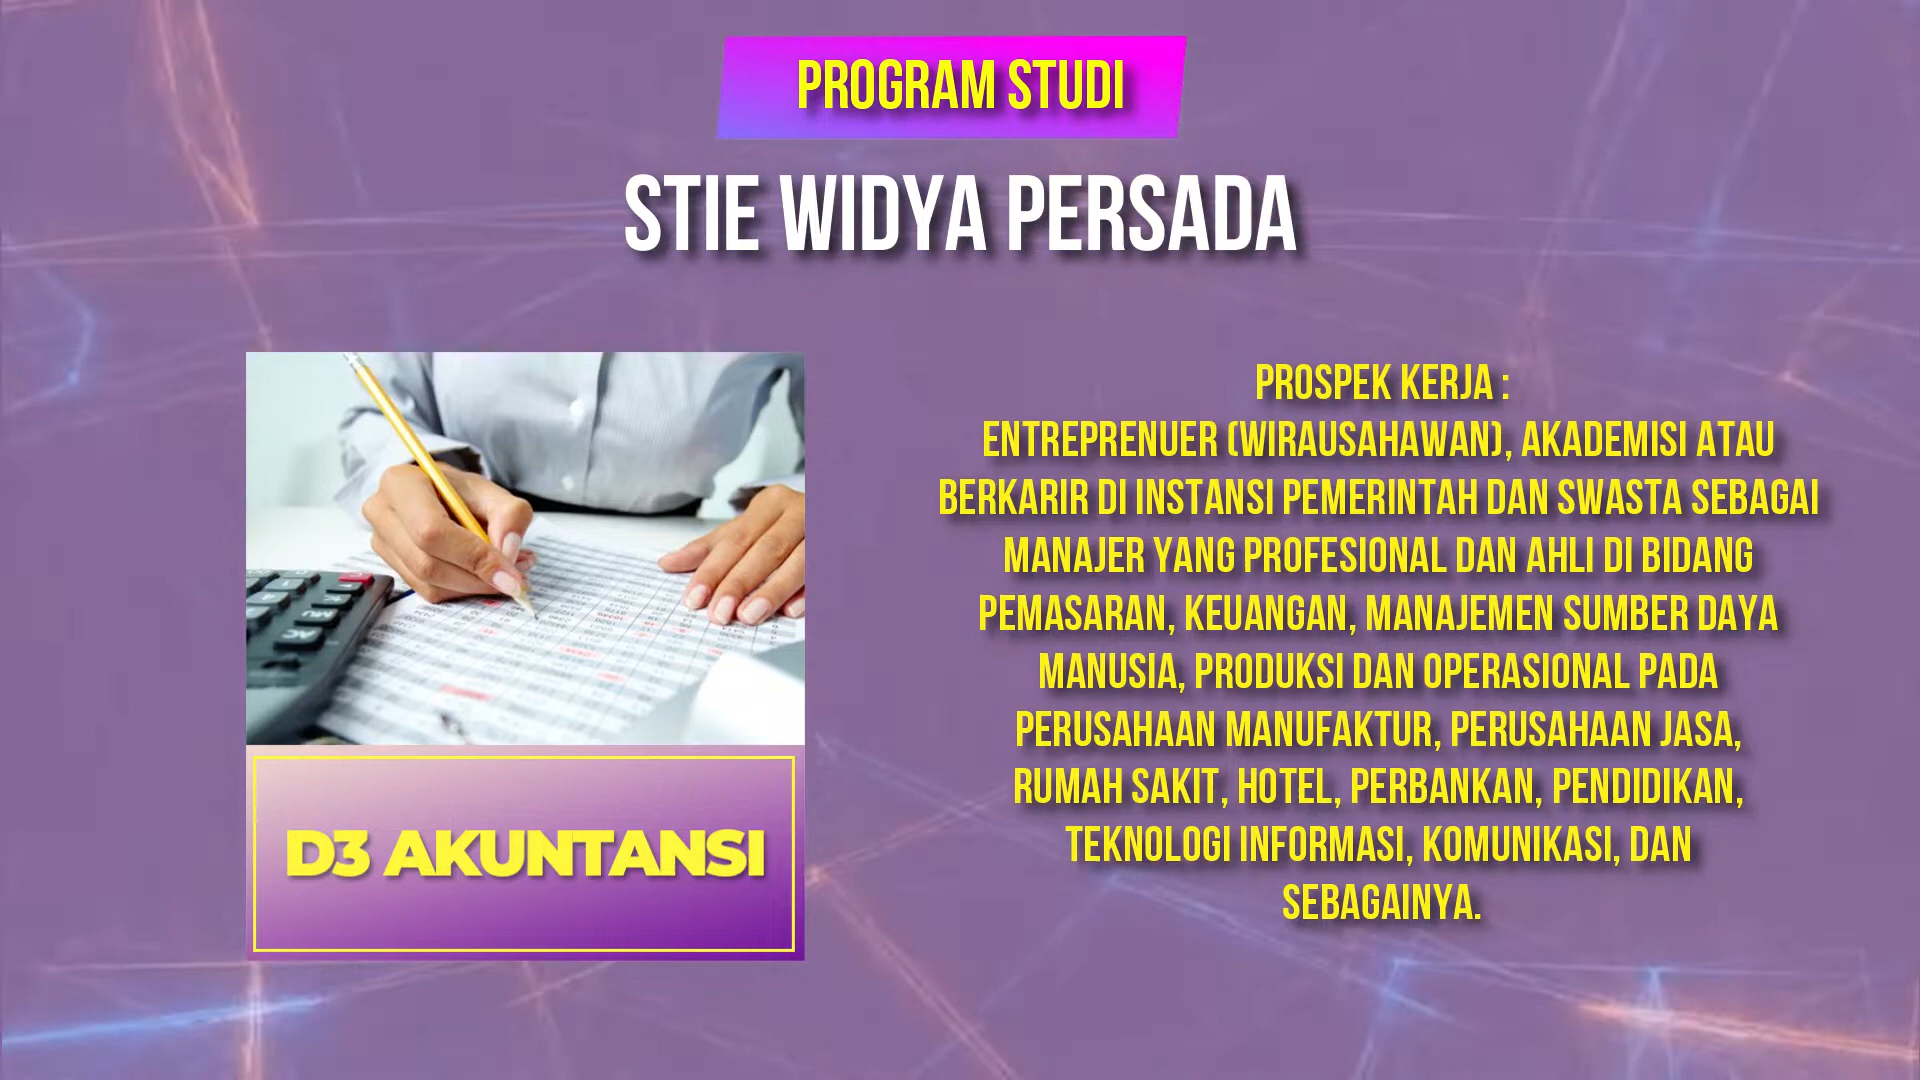 PROGRAM STUDI
STIE WIDYA PERSADA
D3 AKUNTANSI
PROSPEK KERJA :
ENTREPRENUER (WIRAUSAHAWAN), AKADEMISI ATAU
BERKARIR DI INSTANSI PEMERINTAH DAN SWASTA SEBAGAI
MANAJER YANG PROFESIONAL DAN AHLI DI BIDANG
PEMASARAN, KEUANGAN, MANAJEMEN SUMBER DAYA
MANUSIA, PRODUKSI DAN OPERASIONAL PADA
PERUSAHAAN MANUFAKTUR, PERUSAHAAN JASA,
RUMAH SAKIT, HOTEL, PERBANKAN, PENDIDIKAN,
TEKNOLOGI INFORMASI, KOMUNIKASI, DAN
SEBAGAINYA.